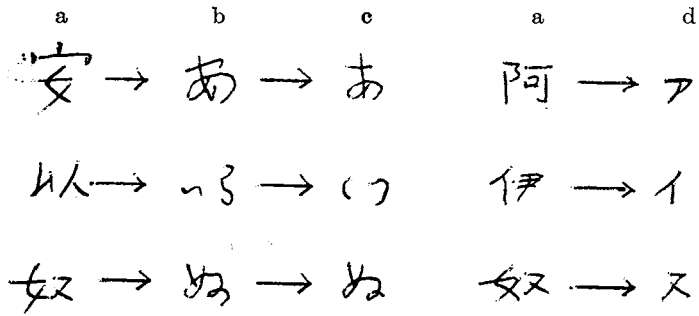 a b c a d
安 → あ → あ 阿 → ア
以 → い → い 伊 → イ
奴 → ぬ → ぬ 奴 → ヌ